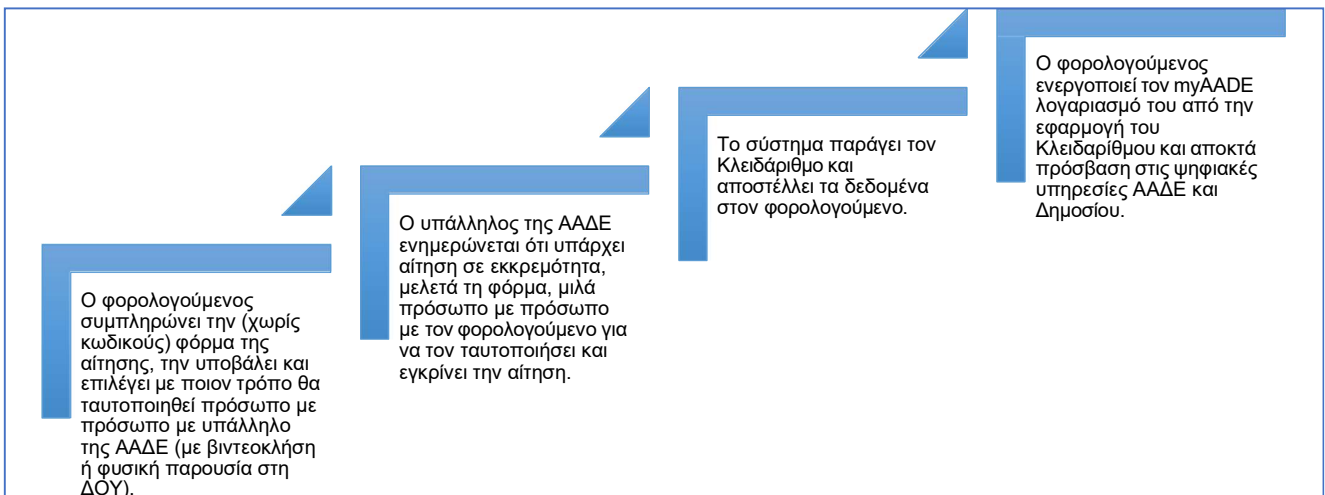 Ο φορολογούμενος
συμπληρώνει την (χωρίς
κωδικούς) φόρμα της
αίτησης, την υποβάλει και
επιλέγει με ποιον τρόπο θα
ταυτοποιηθεί πρόσωπο με
πρόσωπο με υπάλληλο
της ΑΑΔΕ (με βιντεοκλήση
ή φυσική παρουσία στη
ΔΟΥ).
Ο υπάλληλος της ΑΑΔΕ
ενημερώνεται ότι υπάρχει
αίτηση σε εκκρεμότητα,
μελετά τη φόρμα, μιλά
πρόσωπο με πρόσωπο
με τον φορολογούμενο για
να τον ταυτοποιήσει και
εγκρίνει την αίτηση.
Το σύστημα παράγει τον
Κλειδάριθμο και
αποστέλλει τα δεδομένα
στον φορολογούμενο.
Ο φορολογούμενος
ενεργοποιεί τον myAADE
λογαριασμό του από την
εφαρμογή του
Κλειδαρίθμου και αποκτά
πρόσβαση στις ψηφιακές
υπηρεσίες ΑΑΔΕ και
Δημοσίου.